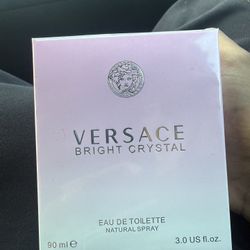 VERSACE
BRIGHT CRYSTAL
EAU DE TOILETTE
NATURAL SPRAY
90 ml ℮ 3.0 US fl.oz.